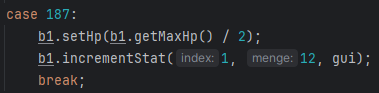 case 187:
b1.setHp(b1.getMaxHp() / 2);
b1.incrementStat( index: 1, menge: 12, gui);
break;